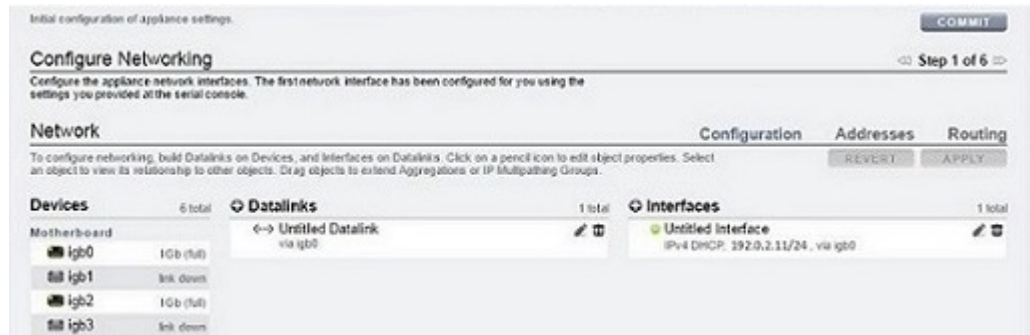 Initial configuration of appliance settings.
COMMIT
Configure Networking
Step 1 of 6
Configure the appliance network interfaces. The first network interface has been configured for you using the
settings you provided at the serial console.
Network
Configuration Addresses Routing
To configure networking, build Datalinks on Devices, and Interfaces on Datalinks. Click on a pencil icon to edit object properties. Select
an object to view its relationship to other objects. Drag objects to extend Aggregations or IP Multipathing Groups.
REVERT APPLY
Devices 6 total
Datalinks 1 total
Interfaces 1 total
Motherboard
igb0 1Gb (full)
igb1 link down
igb2 1Gb (full)
igb3 link down
Untitled Datalink
via igb0
Untitled Interface
IPv4 DHCP, 192.0.2.11/24 , via igb0